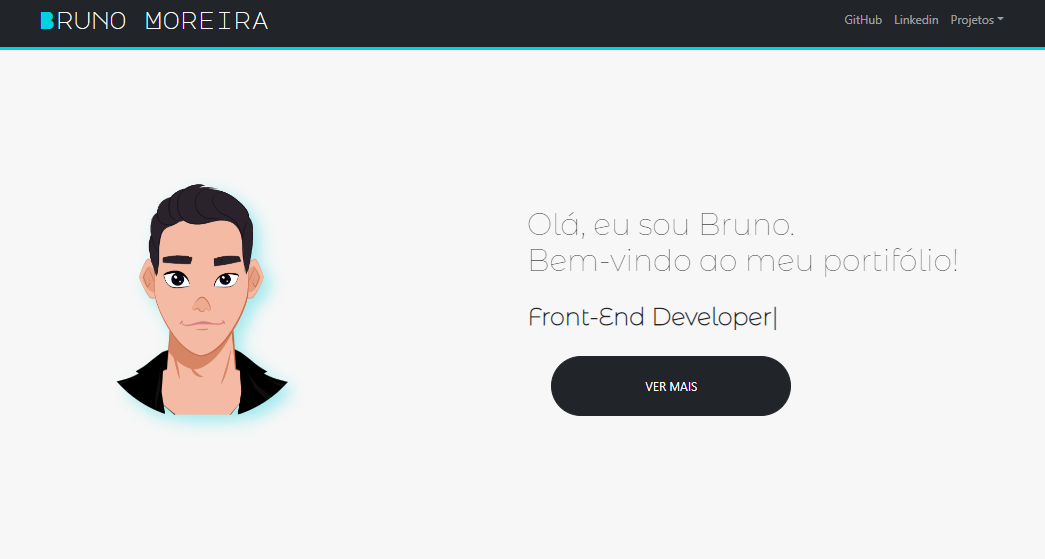 BRUNO MOREIRA
GitHub Linkedin Projetos
Olá, eu sou Bruno.
Bem-vindo ao meu portifólio!
Front-End Developer|
VER MAIS